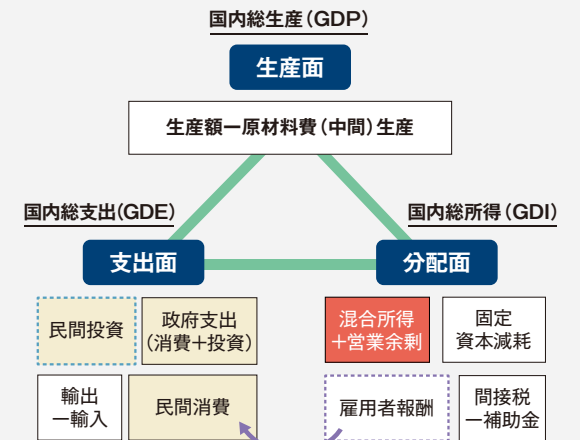 国内総生産(GDP)
生産面
生産額ー原材料費(中間)生産
国内総支出(GDE)
国内総所得(GDI)
支出面
分配面
民間投資
政府支出
(消費+投資)
混合所得
+営業余剰
固定
資本減耗
輸出
ー輸入
民間消費
雇用者報酬
間接税
ー補助金